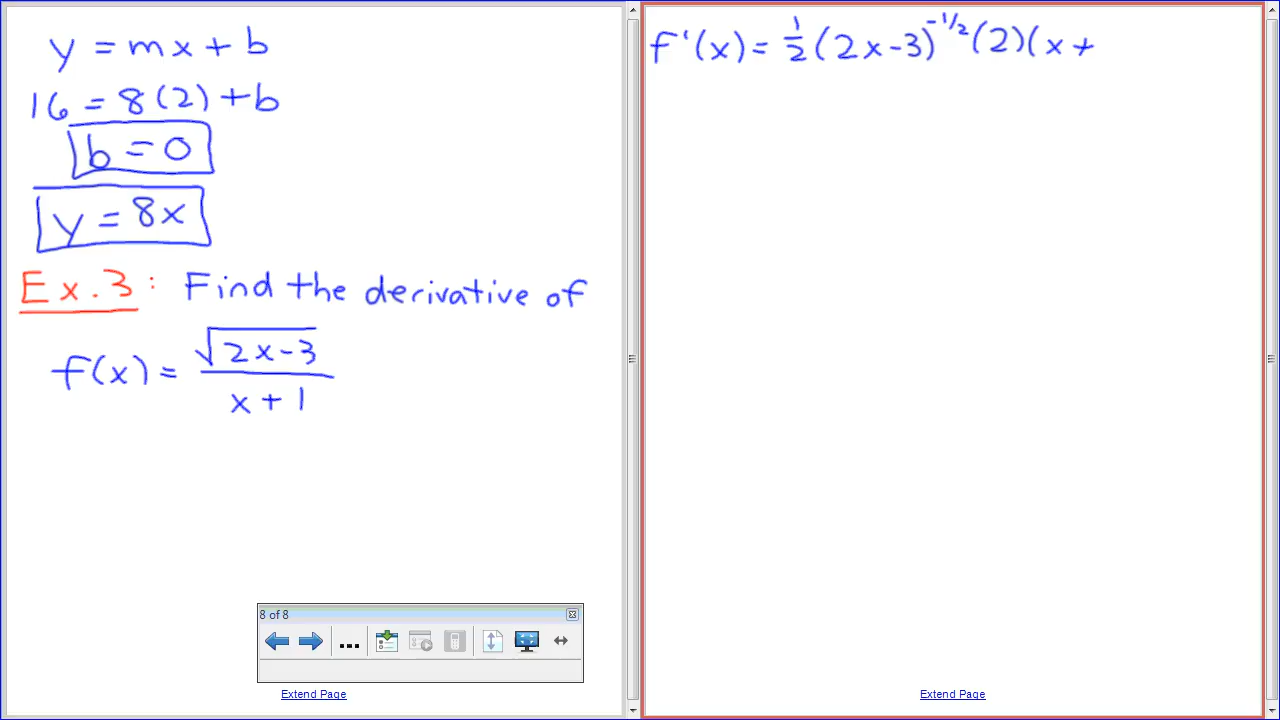 y = mx + b
16 = 8(2) + b
b = 0
y = 8x
Ex. 3: Find the derivative of
f(x) = √(2x-3) / (x + 1)
8 of 8
...
Extend Page
f'(x) = 1/2 (2x-3)^-1/2 (2)(x +
Extend Page